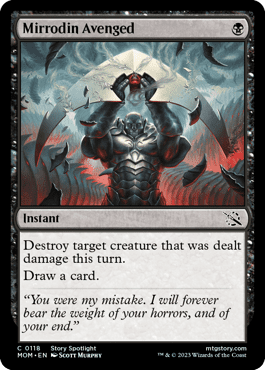 Mirrodin Avenged
Instant
Destroy target creature that was dealt
damage this turn.
Draw a card.
“You were my mistake. I will forever
bear the weight of your horrors, and of
your end.”
C 0118 Story Spotlight mtgstory.com
MOM • EN SCOTT MURPHY ™ & © 2023 Wizards of the Coast